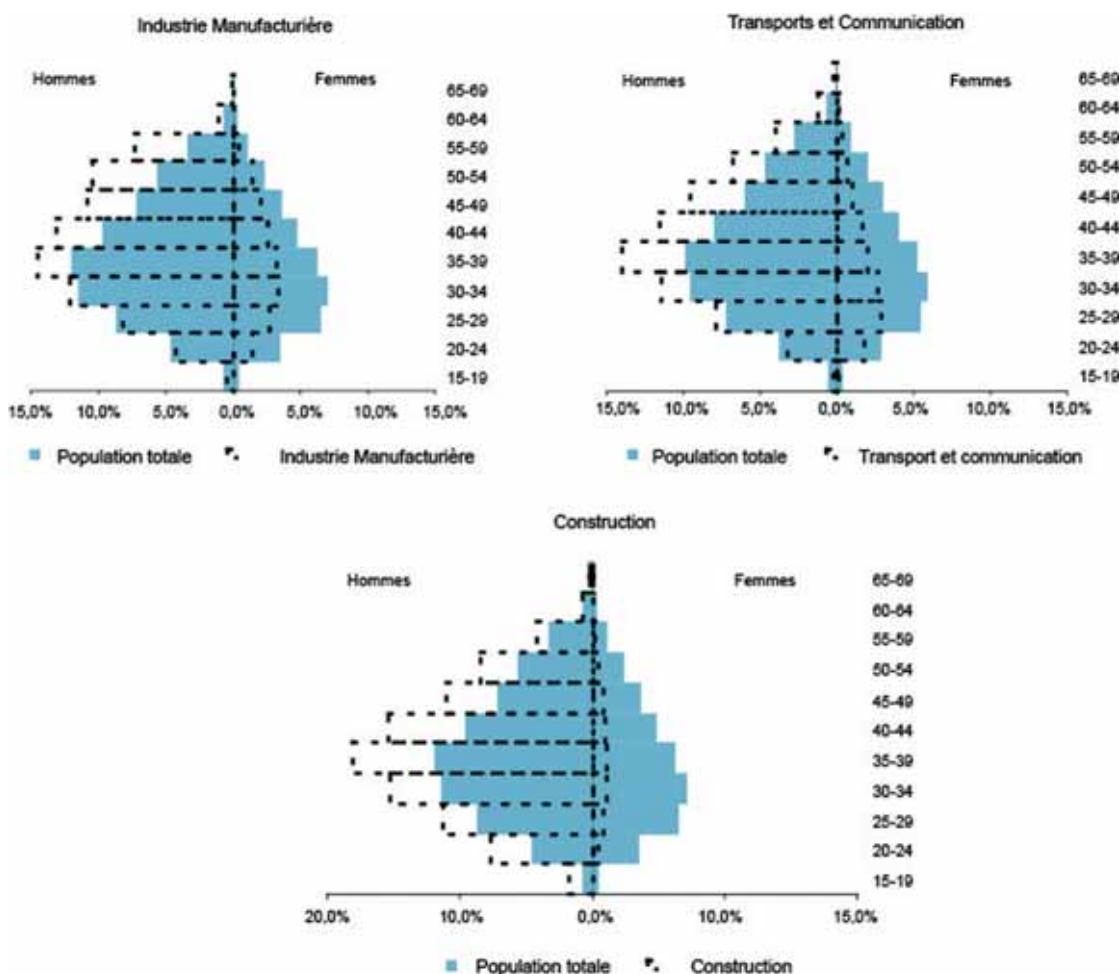 Industrie Manufacturière
Hommes Femmes
65-69
60-64
55-59
50-54
45-49
40-44
35-39
30-34
25-29
20-24
15-19
15,0% 10,0% 5,0% 0,0% 5,0% 10,0% 15,0%
Population totale Industrie Manufacturière
Transports et Communication
Hommes Femmes
65-69
60-64
55-59
50-54
45-49
40-44
35-39
30-34
25-29
20-24
15-19
15,0% 10,0% 5,0% 0,0% 5,0% 10,0% 15,0%
Population totale Transport et communication
Construction
Hommes Femmes
65-69
60-64
55-59
50-54
45-49
40-44
35-39
30-34
25-29
20-24
15-19
20,0% 10,0% 0,0% 10,0% 15,0%
Population totale Construction